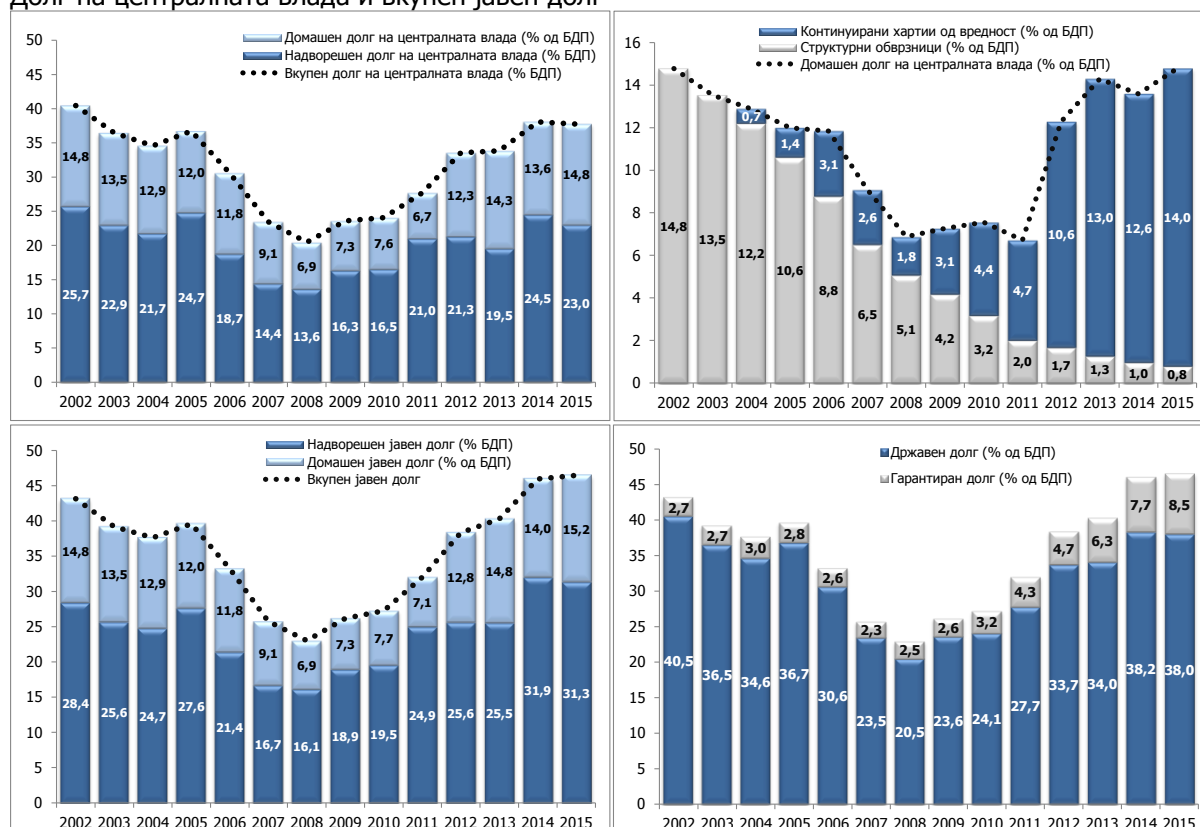 Долг на централната влада и вкупен јавен долг
Домашен долг на централната влада (% од БДП)
Надворешен долг на централната влада (% од БДП)
Вкупен долг на централната влада (% БДП)
50
45
40
35
30
25
20
15
10
5
0
14,8 13,5 12,9 12,0 11,8 9,1 6,9 7,3 7,6 6,7 12,3 14,3 13,6 14,8
25,7 22,9 21,7 24,7 18,7 14,4 13,6 16,3 16,5 21,0 21,3 19,5 24,5 23,0
2002 2003 2004 2005 2006 2007 2008 2009 2010 2011 2012 2013 2014 2015
Континуирани хартии од вредност (% од БДП)
Структурни обврзници (% од БДП)
Домашен долг на централната влада (% од БДП)
16
14
12
10
8
6
4
2
0
0,7 1,4 3,1 2,6 1,8 3,1 4,4 4,7 10,6 13,0 12,6 14,0
14,8 13,5 12,2 10,6 8,8 6,5 5,1 4,2 3,2 2,0 1,7 1,3 1,0 0,8
2002 2003 2004 2005 2006 2007 2008 2009 2010 2011 2012 2013 2014 2015
Надворешен јавен долг (% БДП)
Домашен јавен долг (% од БДП)
Вкупен јавен долг
50
45
40
35
30
25
20
15
10
5
0
14,8 13,5 12,9 12,0 11,8 9,1 6,9 7,3 7,7 7,1 12,8 14,8 14,0 15,2
28,4 25,6 24,7 27,6 21,4 16,7 16,1 18,9 19,5 24,9 25,6 25,5 31,9 31,3
2002 2003 2004 2005 2006 2007 2008 2009 2010 2011 2012 2013 2014 2015
Државен долг (% од БДП)
Гарантиран долг (% од БДП)
50
45
40
35
30
25
20
15
10
5
0
2,7 2,7 3,0 2,8 2,6 2,3 2,5 2,6 3,2 4,3 4,7 6,3 7,7 8,5
40,5 36,5 34,6 36,7 30,6 23,5 20,5 23,6 24,1 27,7 33,7 34,0 38,2 38,0
2002 2003 2004 2005 2006 2007 2008 2009 2010 2011 2012 2013 2014 2015